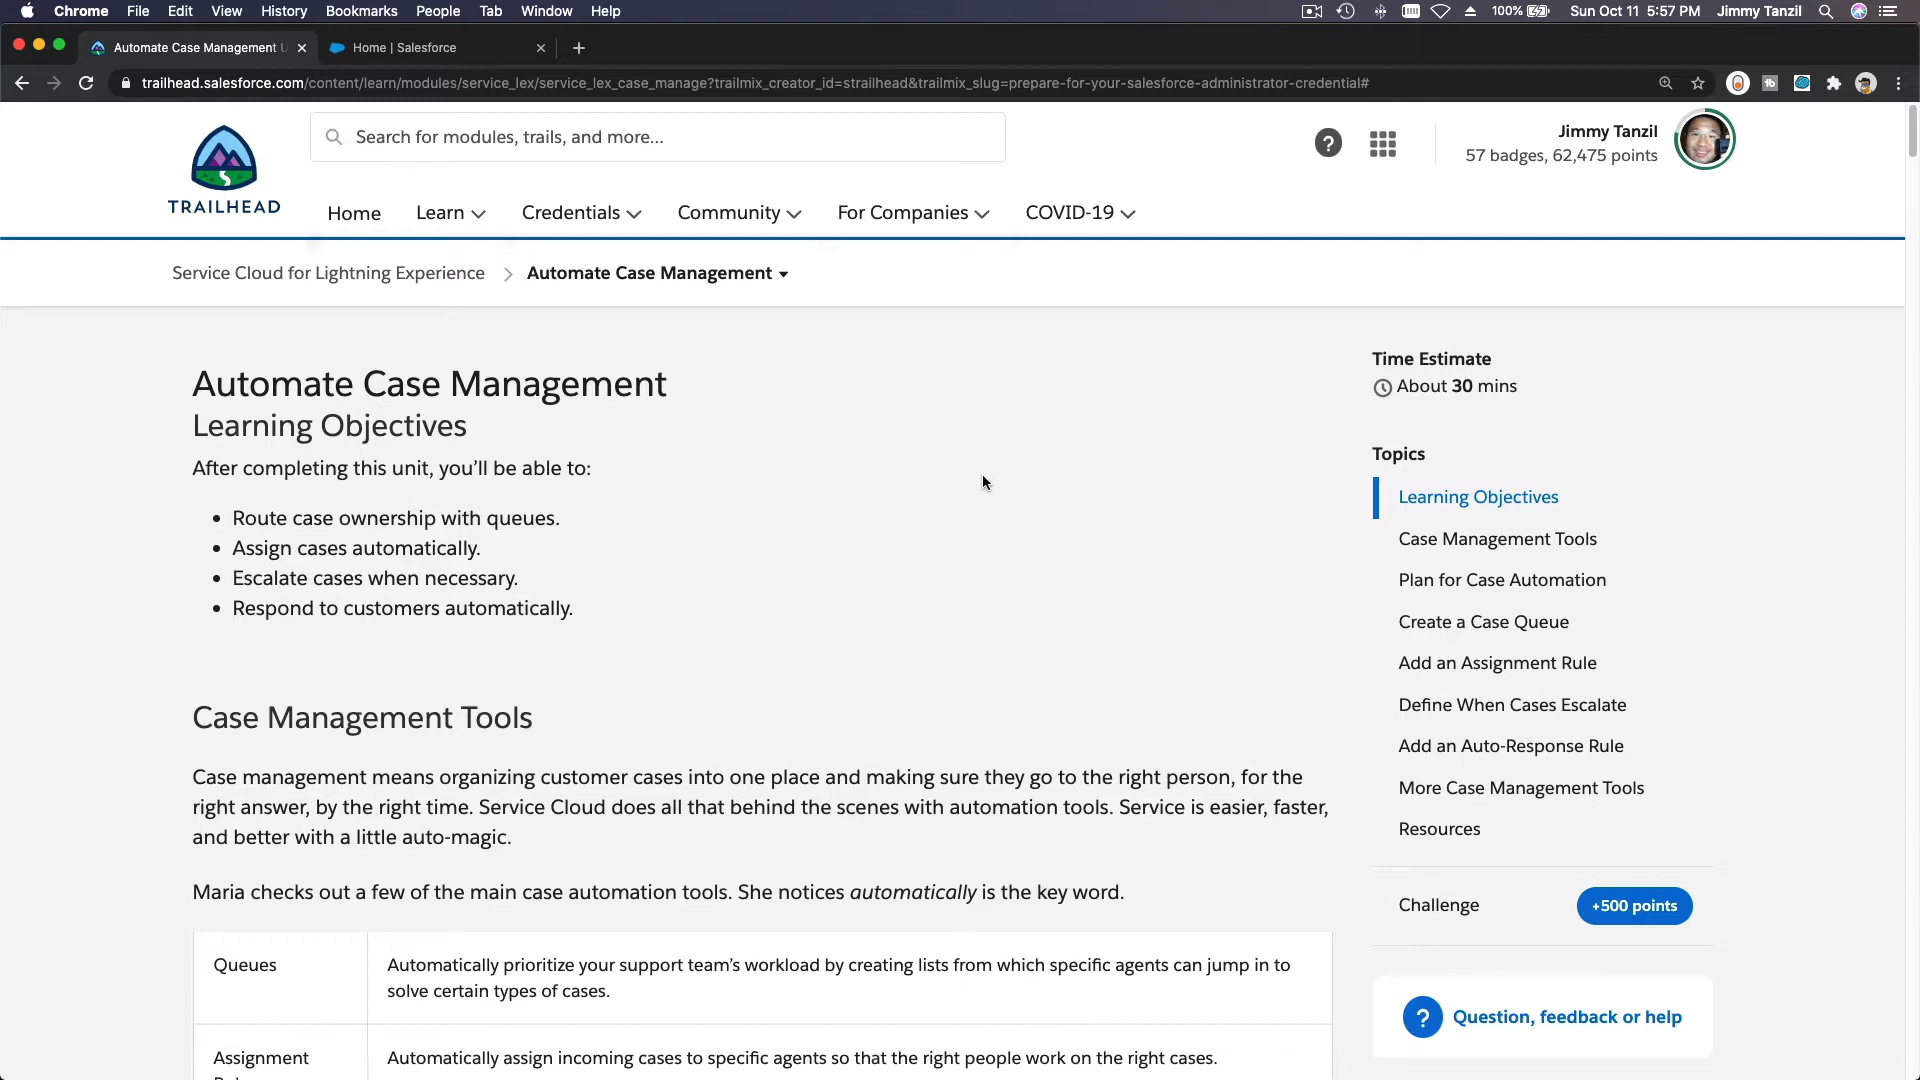 Chrome File Edit View History Bookmarks People Tab Window Help 100% Sun Oct 11 5:57 PM Jimmy Tanzil
Automate Case Management U Home | Salesforce
trailhead.salesforce.com/content/learn/modules/service_lex/service_lex_case_manage?trailmix_creator_id=strailhead&trailmix_slug=prepare-for-your-salesforce-administrator-credential#
Search for modules, trails, and more...
Jimmy Tanzil
57 badges, 62,475 points
TRAILHEAD
Home Learn Credentials Community For Companies COVID-19
Service Cloud for Lightning Experience Automate Case Management
Automate Case Management
Learning Objectives
After completing this unit, you'll be able to:
• Route case ownership with queues.
• Assign cases automatically.
• Escalate cases when necessary.
• Respond to customers automatically.
Case Management Tools
Case management means organizing customer cases into one place and making sure they go to the right person, for the
right answer, by the right time. Service Cloud does all that behind the scenes with automation tools. Service is easier, faster,
and better with a little auto-magic.
Maria checks out a few of the main case automation tools. She notices automatically is the key word.
Queues
Automatically prioritize your support team's workload by creating lists from which specific agents can jump in to
solve certain types of cases.
Assignment
Automatically assign incoming cases to specific agents so that the right people work on the right cases.
Time Estimate
About 30 mins
Topics
Learning Objectives
Case Management Tools
Plan for Case Automation
Create a Case Queue
Add an Assignment Rule
Define When Cases Escalate
Add an Auto-Response Rule
More Case Management Tools
Resources
Challenge +500 points
? Question, feedback or help